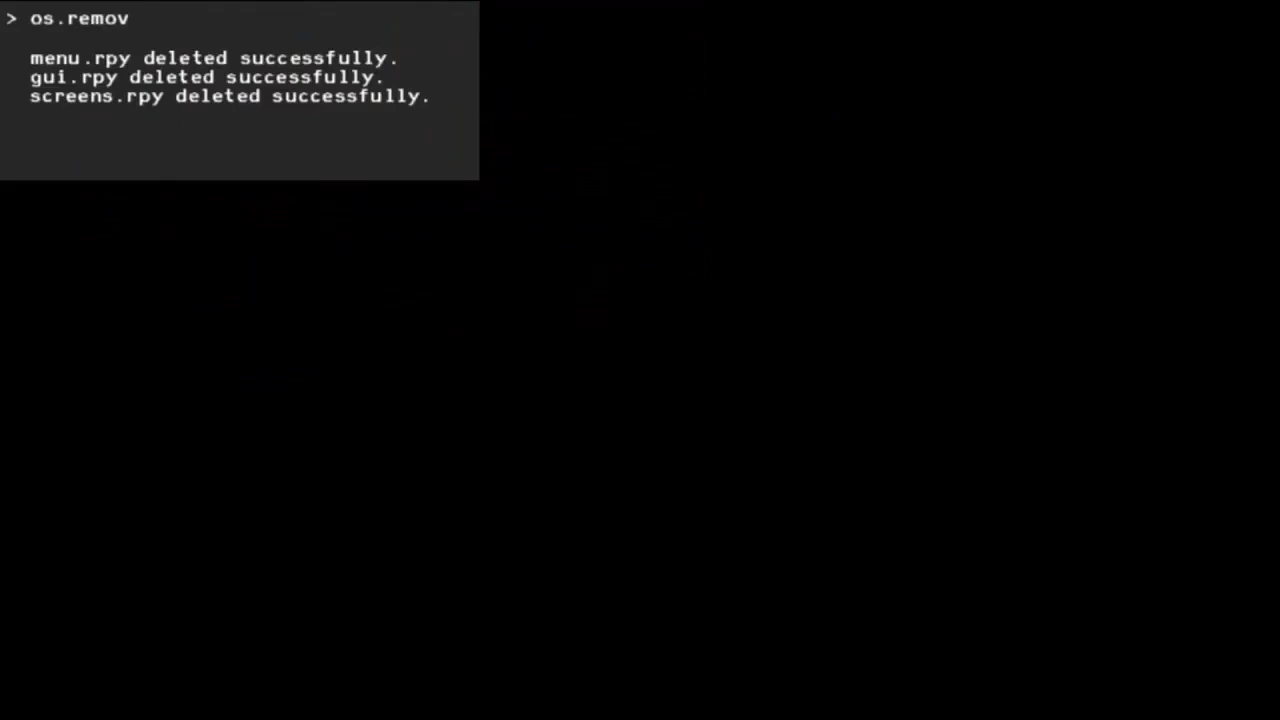 > os.remov
menu.rpy deleted successfully.
gui.rpy deleted successfully.
screens.rpy deleted successfully.